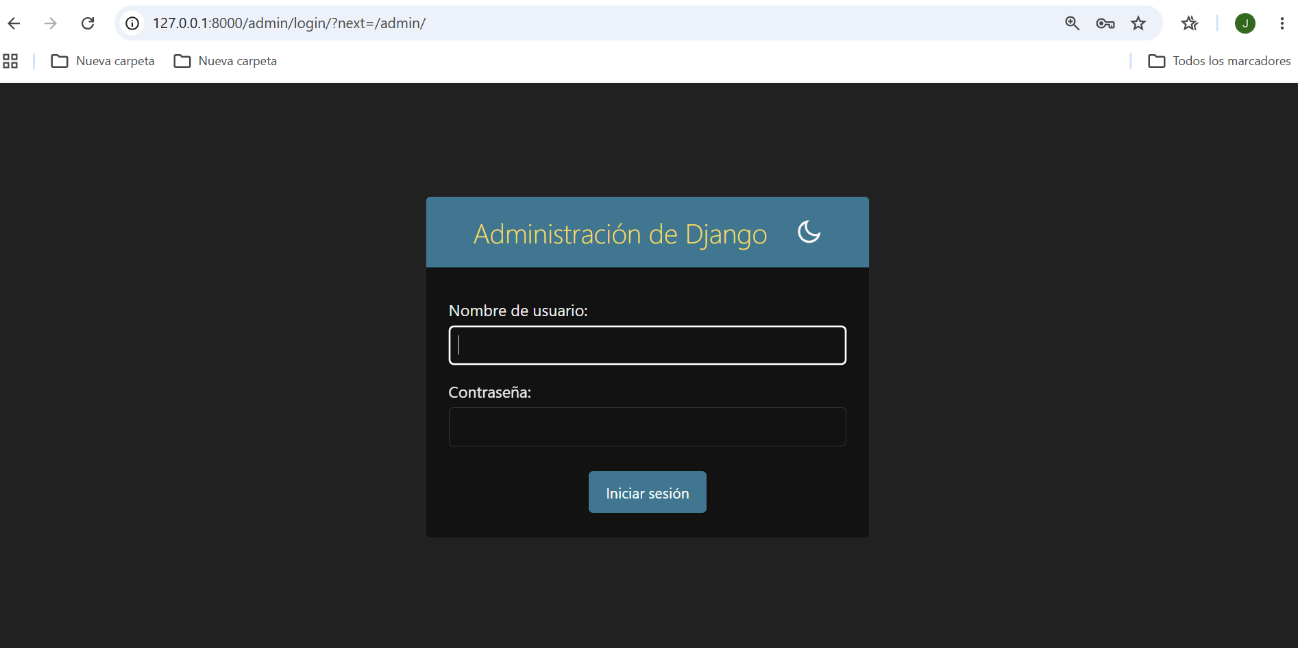 127.0.0.1:8000/admin/login/?next=/admin/
J
Nueva carpeta
Nueva carpeta
Todos los marcadores
Administración de Django
Nombre de usuario:
Contraseña:
Iniciar sesión